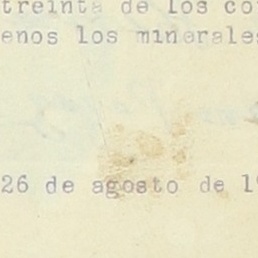 treinta de los co
enos los minerales
26 de agosto de 1